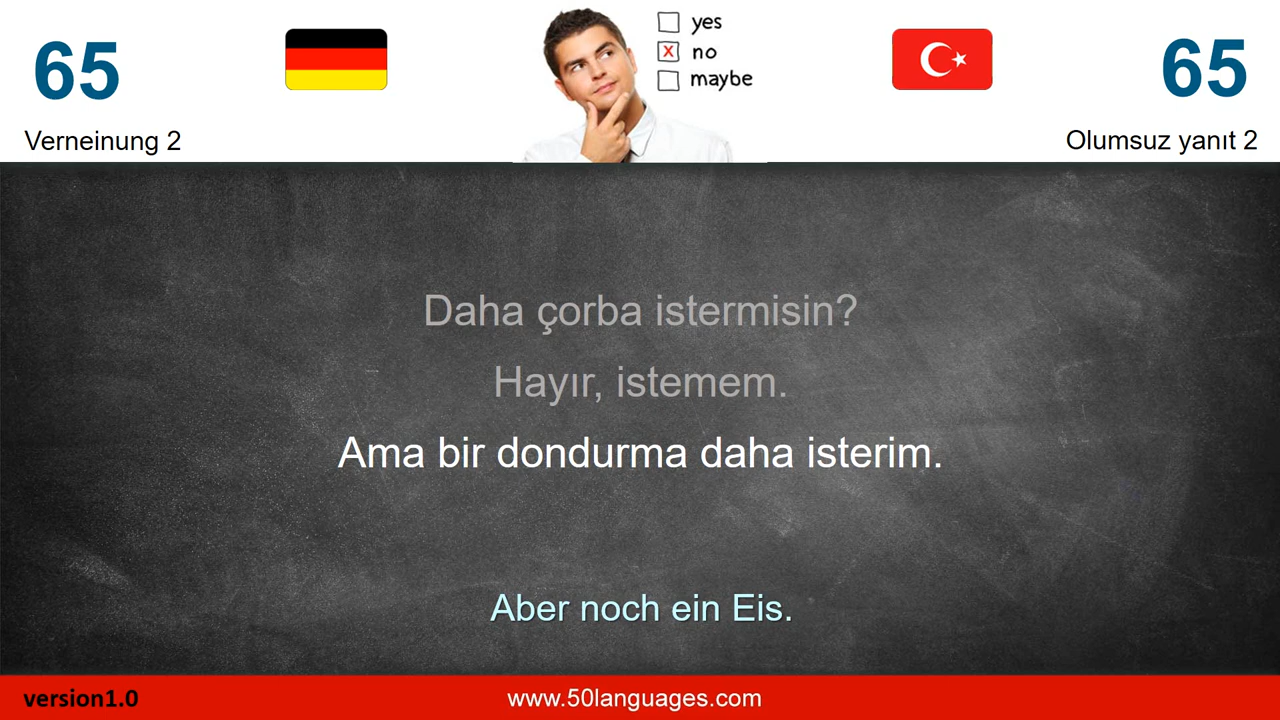 65
65
yes
no
maybe
Verneinung 2
Olumsuz yanıt 2
Daha çorba istermisin?
Hayır, istemem.
Ama bir dondurma daha isterim.
Aber noch ein Eis.
version1.0
www.50languages.com